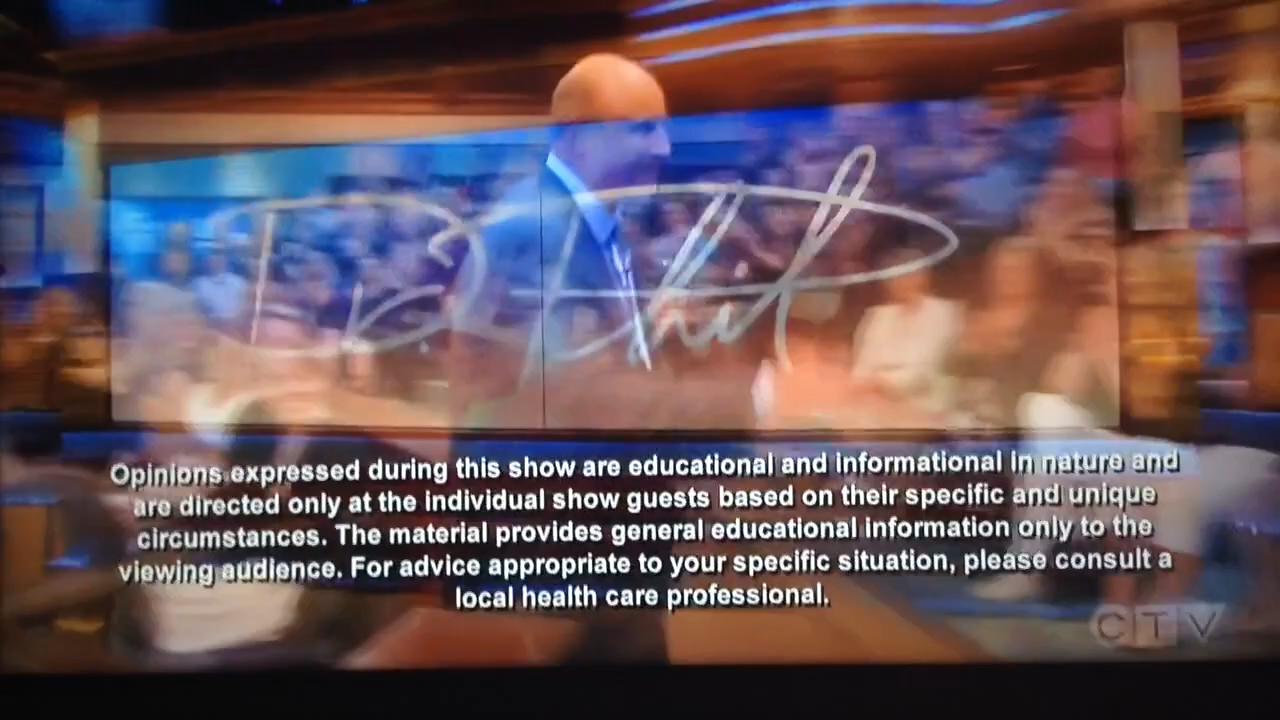 Dr. Phil
Opinions expressed during this show are educational and informational in nature and
are directed only at the individual show guests based on their specific and unique
circumstances. The material provides general educational information only to the
viewing audience. For advice appropriate to your specific situation, please consult a
local health care professional.
CTV